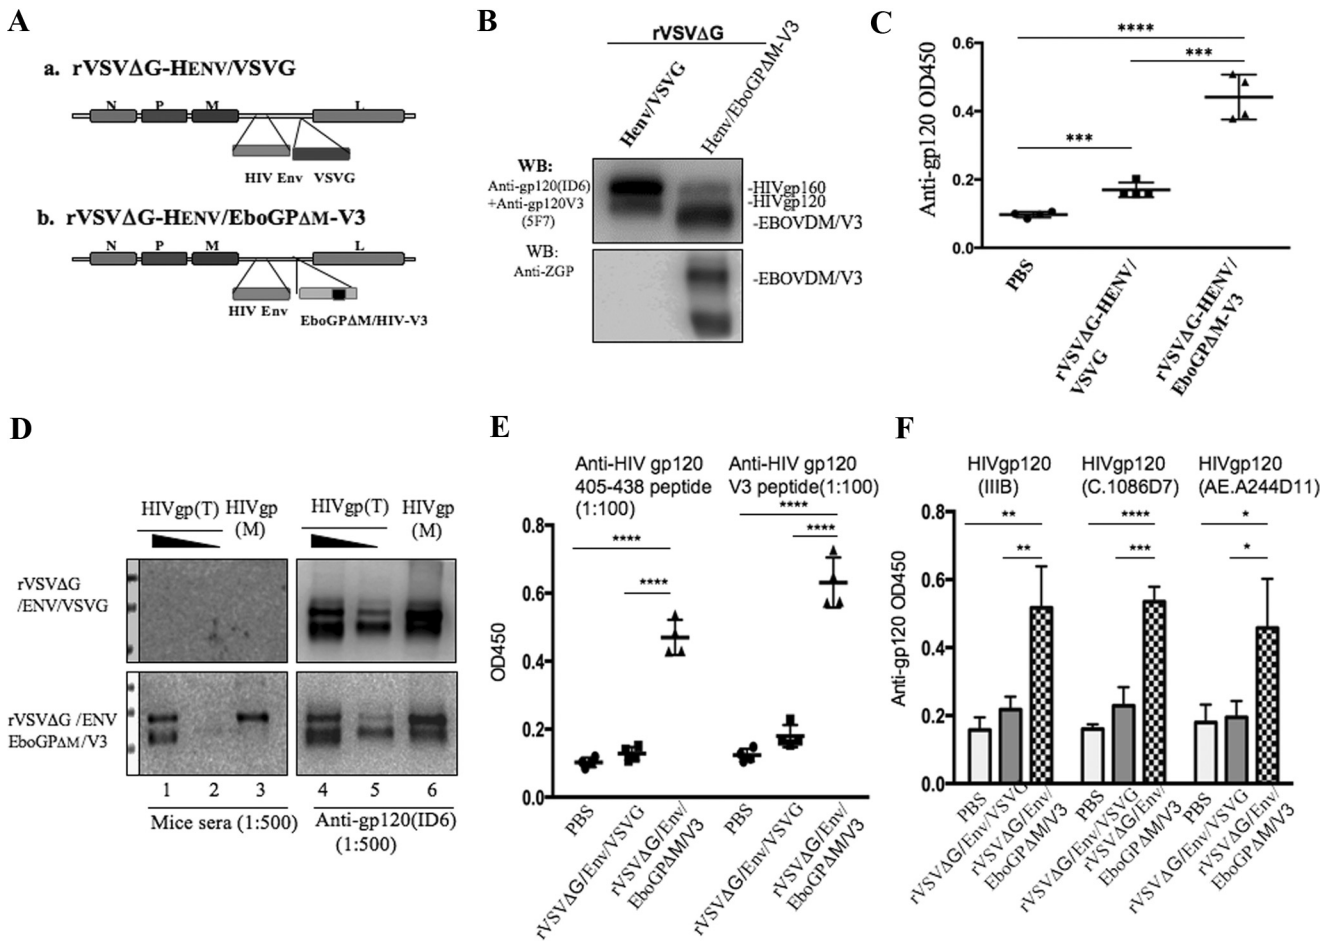 A
a. rVSVΔG-HENV/VSVG
N P M L
HIV Env VSVG
b. rVSVΔG-HENV/EboGPΔM-V3
N P M L
HIV Env
EboGPΔM/HIV-V3
B
rVSVΔG
Henv/VSVG
Henv/EboGPΔM-V3
WB:
Anti-gp120(ID6)
+Anti-gp120V3
(5F7)
-HIVgp160
-HIVgp120
-EBOVDM/V3
WB:
Anti-ZGP
-EBOVDM/V3
C
Anti-gp120 OD450
0.6
0.4
0.2
0.0
****
***
***
PBS
rVSVΔG-HENV/
VSVG
rVSVΔG-HENV/
EboGPΔM-V3
D
HIVgp(T) HIVgp
(M)
HIVgp(T) HIVgp
(M)
rVSVΔG
/ENV/VSVG
rVSVΔG /ENV
EboGPΔM/V3
1 2 3 4 5 6
Mice sera (1:500)
Anti-gp120(ID6)
(1:500)
E
Anti-HIV gp120
405-438 peptide
(1:100)
Anti-HIV gp120
V3 peptide(1:100)
OD450
0.8
0.6
0.4
0.2
0.0
****
****
****
****
PBS
rVSVΔG/Env/VSVG
rVSVΔG/Env/
EboGPΔM/V3
PBS
rVSVΔG/Env/VSVG
rVSVΔG/Env/
EboGPΔM/V3
F
HIVgp120
(IIIB)
HIVgp120
(C.1086D7)
HIVgp120
(AE.A244D11)
Anti-gp120 OD450
0.8
0.6
0.4
0.2
0.0
**
**
****
***
*
*
PBS
rVSVΔG/Env/VSVG
rVSVΔG/Env/
EboGPΔM/V3
PBS
rVSVΔG/Env/VSVG
rVSVΔG/Env/
EboGPΔM/V3
PBS
rVSVΔG/Env/VSVG
rVSVΔG/Env/
EboGPΔM/V3